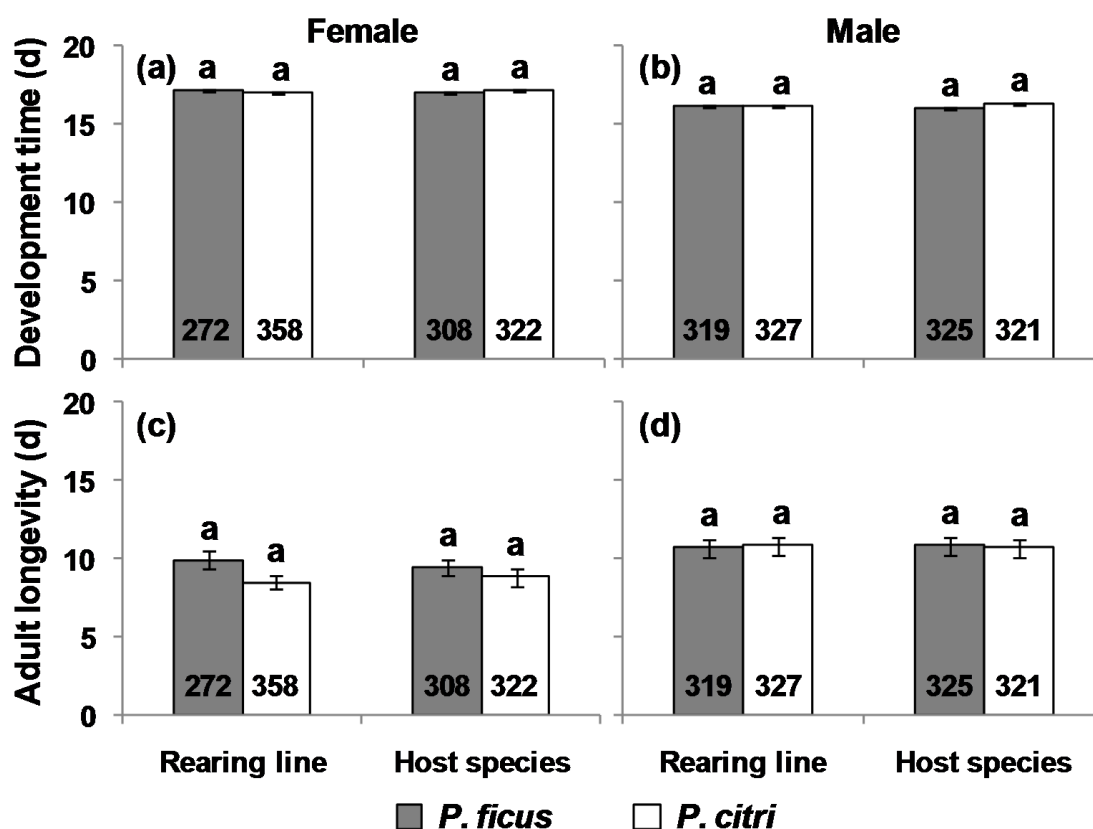 Female
Male
Development time (d)
20
15
10
5
0
(a)
a
a
a
a
272
358
308
322
(b)
a
a
a
a
319
327
325
321
Adult longevity (d)
20
15
10
5
0
(c)
a
a
a
a
272
358
308
322
(d)
a
a
a
a
319
327
325
321
Rearing line
Host species
Rearing line
Host species
P. ficus
P. citri